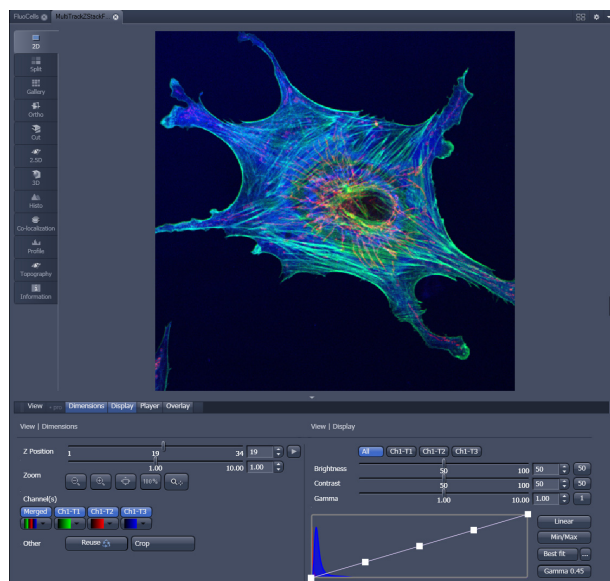 FluoCells
MultiTrackZStackF...
2D
Split
Gallery
Ortho
Cut
2.5D
3D
Histo
Co-localization
Profile
Topography
Information
View Dimensions Display Player Overlay
View | Dimensions
Z Position 1 19 34 19
Zoom 1.00 10.00 1.00
100%
Channel(s)
Merged Ch1-T1 Ch1-T2 Ch1-T3
Other Reuse Crop
View | Display
All Ch1-T1 Ch1-T2 Ch1-T3
Brightness 50 100 50 50
Contrast 50 100 50 50
Gamma 1.00 10.00 1.00 1
Linear
Min/Max
Best fit ...
Gamma 0.45